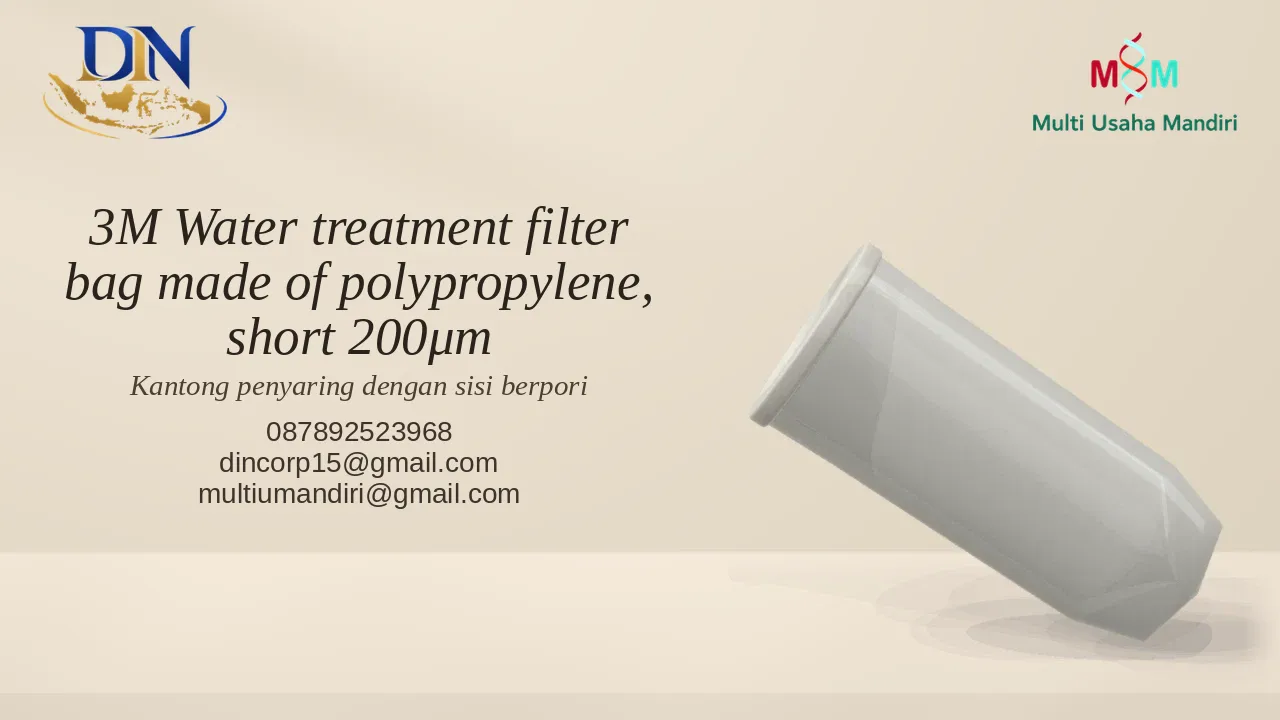 DIN
M M
Multi Usaha Mandiri
3M Water treatment filter
bag made of polypropylene,
short 200μm
Kantong penyaring dengan sisi berpori
087892523968
dincorp15@gmail.com
multiumandiri@gmail.com